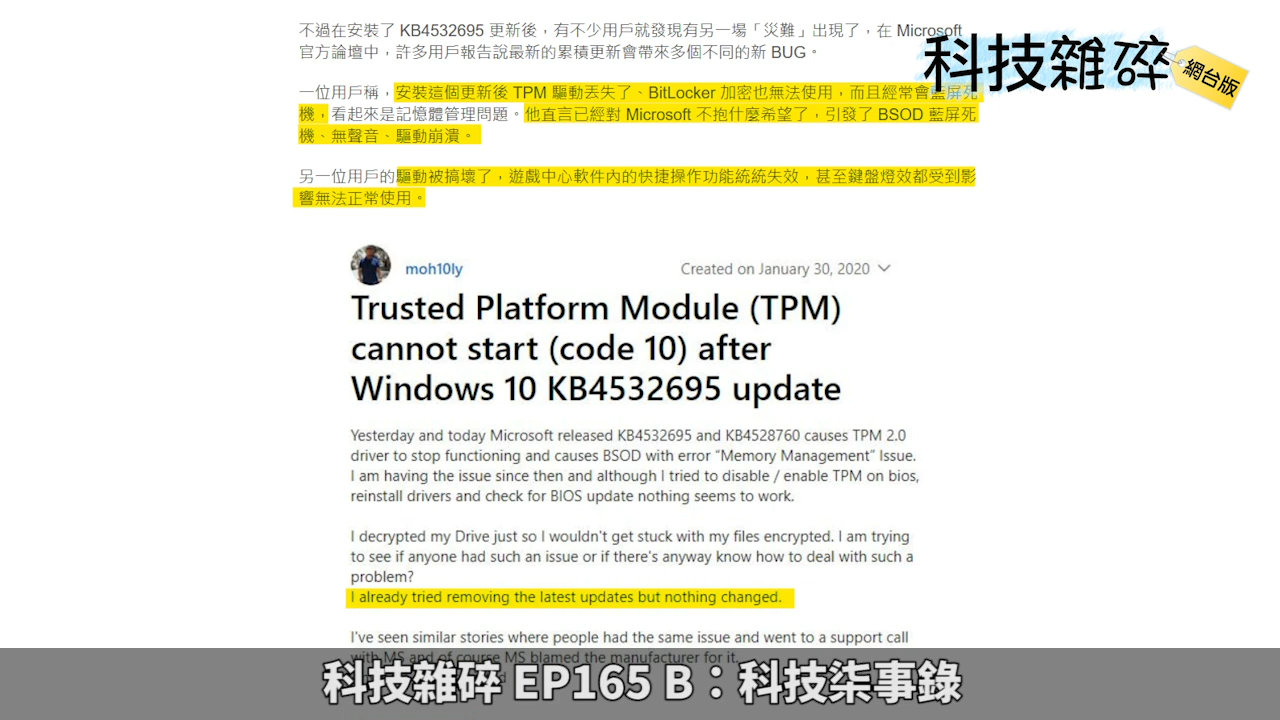 不過在安裝了 KB4532695 更新後，有不少用戶就發現有另一場「災難」出現了，在 Microsoft
官方論壇中，許多用戶報告說最新的累積更新會帶來多個不同的新 BUG。
科技雜碎
網台版
一位用戶稱，安裝這個更新後 TPM 驅動丟失了、BitLocker 加密也無法使用，而且經常會藍屏死
機，看起來是記憶體管理問題。他直言已經對 Microsoft 不抱什麼希望了，引發了 BSOD 藍屏死
機、無聲音、驅動崩潰。
另一位用戶的驅動被搞壞了，遊戲中心軟件內的快捷操作功能統統失效，甚至鍵盤燈效都受到影
響無法正常使用。
moh10ly
Created on January 30, 2020
Trusted Platform Module (TPM)
cannot start (code 10) after
Windows 10 KB4532695 update
Yesterday and today Microsoft released KB4532695 and KB4528760 causes TPM 2.0
driver to stop functioning and causes BSOD with error “Memory Management” Issue.
I am having the issue since then and although I tried to disable / enable TPM on bios,
reinstall drivers and check for BIOS update nothing seems to work.
I decrypted my Drive just so I wouldn't get stuck with my files encrypted. I am trying
to see if anyone had such an issue or if there's anyway know how to deal with such a
problem?
I already tried removing the latest updates but nothing changed.
I've seen similar stories where people had the same issue and went to a support call
with MS and of course MS blamed the manufacturer for it.
科技雜碎 EP165 B：科技柒事錄